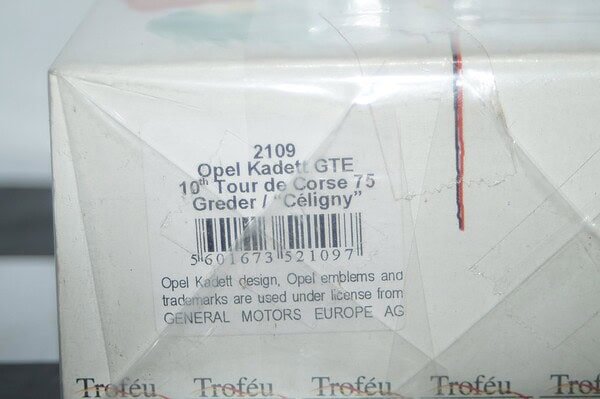 2109
Opel Kadett GTE
10th Tour de Corse 75
Greder / "Céligny"
5 601673 521097
Opel Kadett design, Opel emblems and
trademarks are used under license from
GENERAL MOTORS EUROPE AG
Troféu Troféu Troféu Troféu Troféu